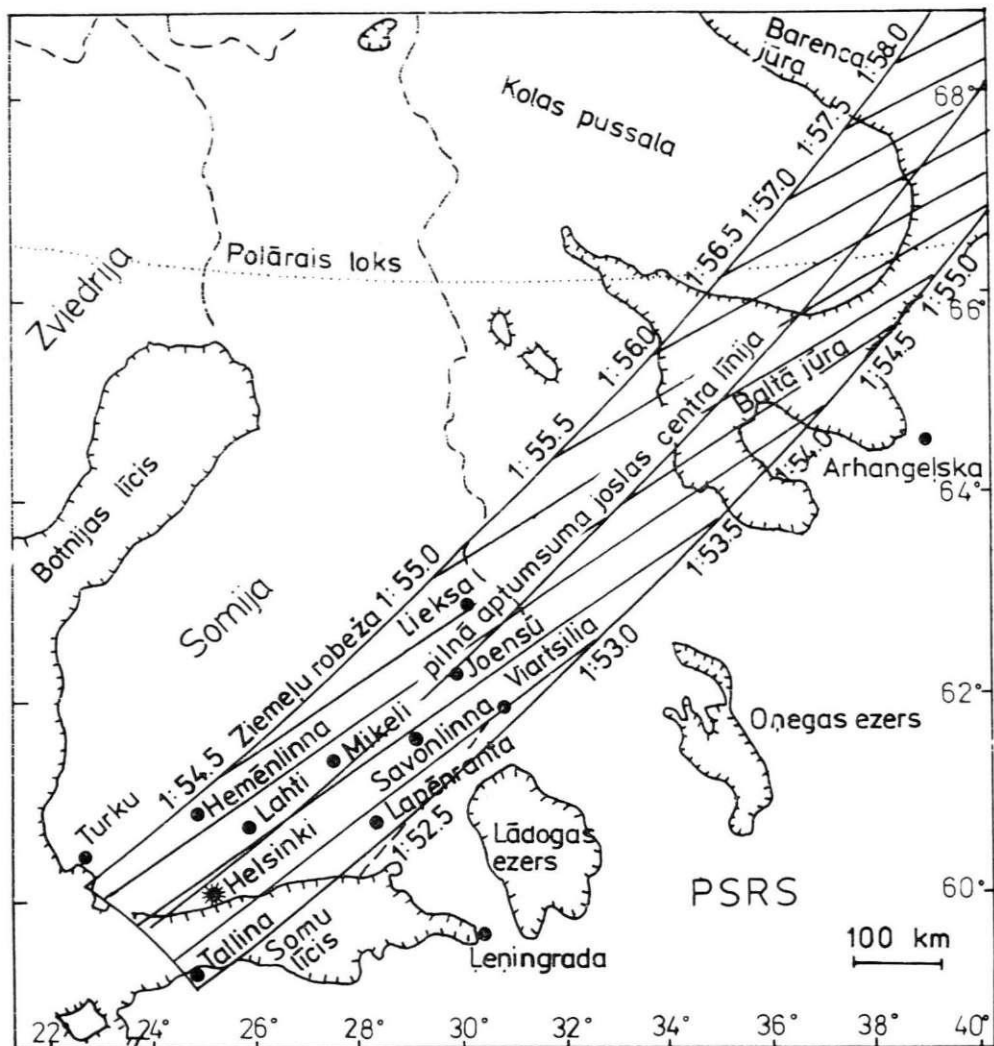 Barenca
jūra
1:58.0
68°
Kolas pussala
1:57.5
1:57.0
1:56.5
Polārais loks
Zviedrija
66°
1:55.0
1:56.0
1:54.5
Baltā jūra
pilnā aptumsuma joslas centra līnija
1:55.5
1:54.0
Arhangelska
64°
Botnijas līcis
1:53.5
Somija
Ziemeļu robeža
1:55.0
Lieksa
Joensū
Viartsilia
1:53.0
62°
Onegas ezers
Mikeli
Savonlinna
1:54.5
Hemēnlinna
Lahti
Lapēnranta
1:52.5
Turku
Helsinki
Lādogas
ezers
60°
PSRS
Tallina
Somu
līcis
Leningrada
100 km
22°
24°
26°
28°
30°
32°
34°
36°
38°
40°